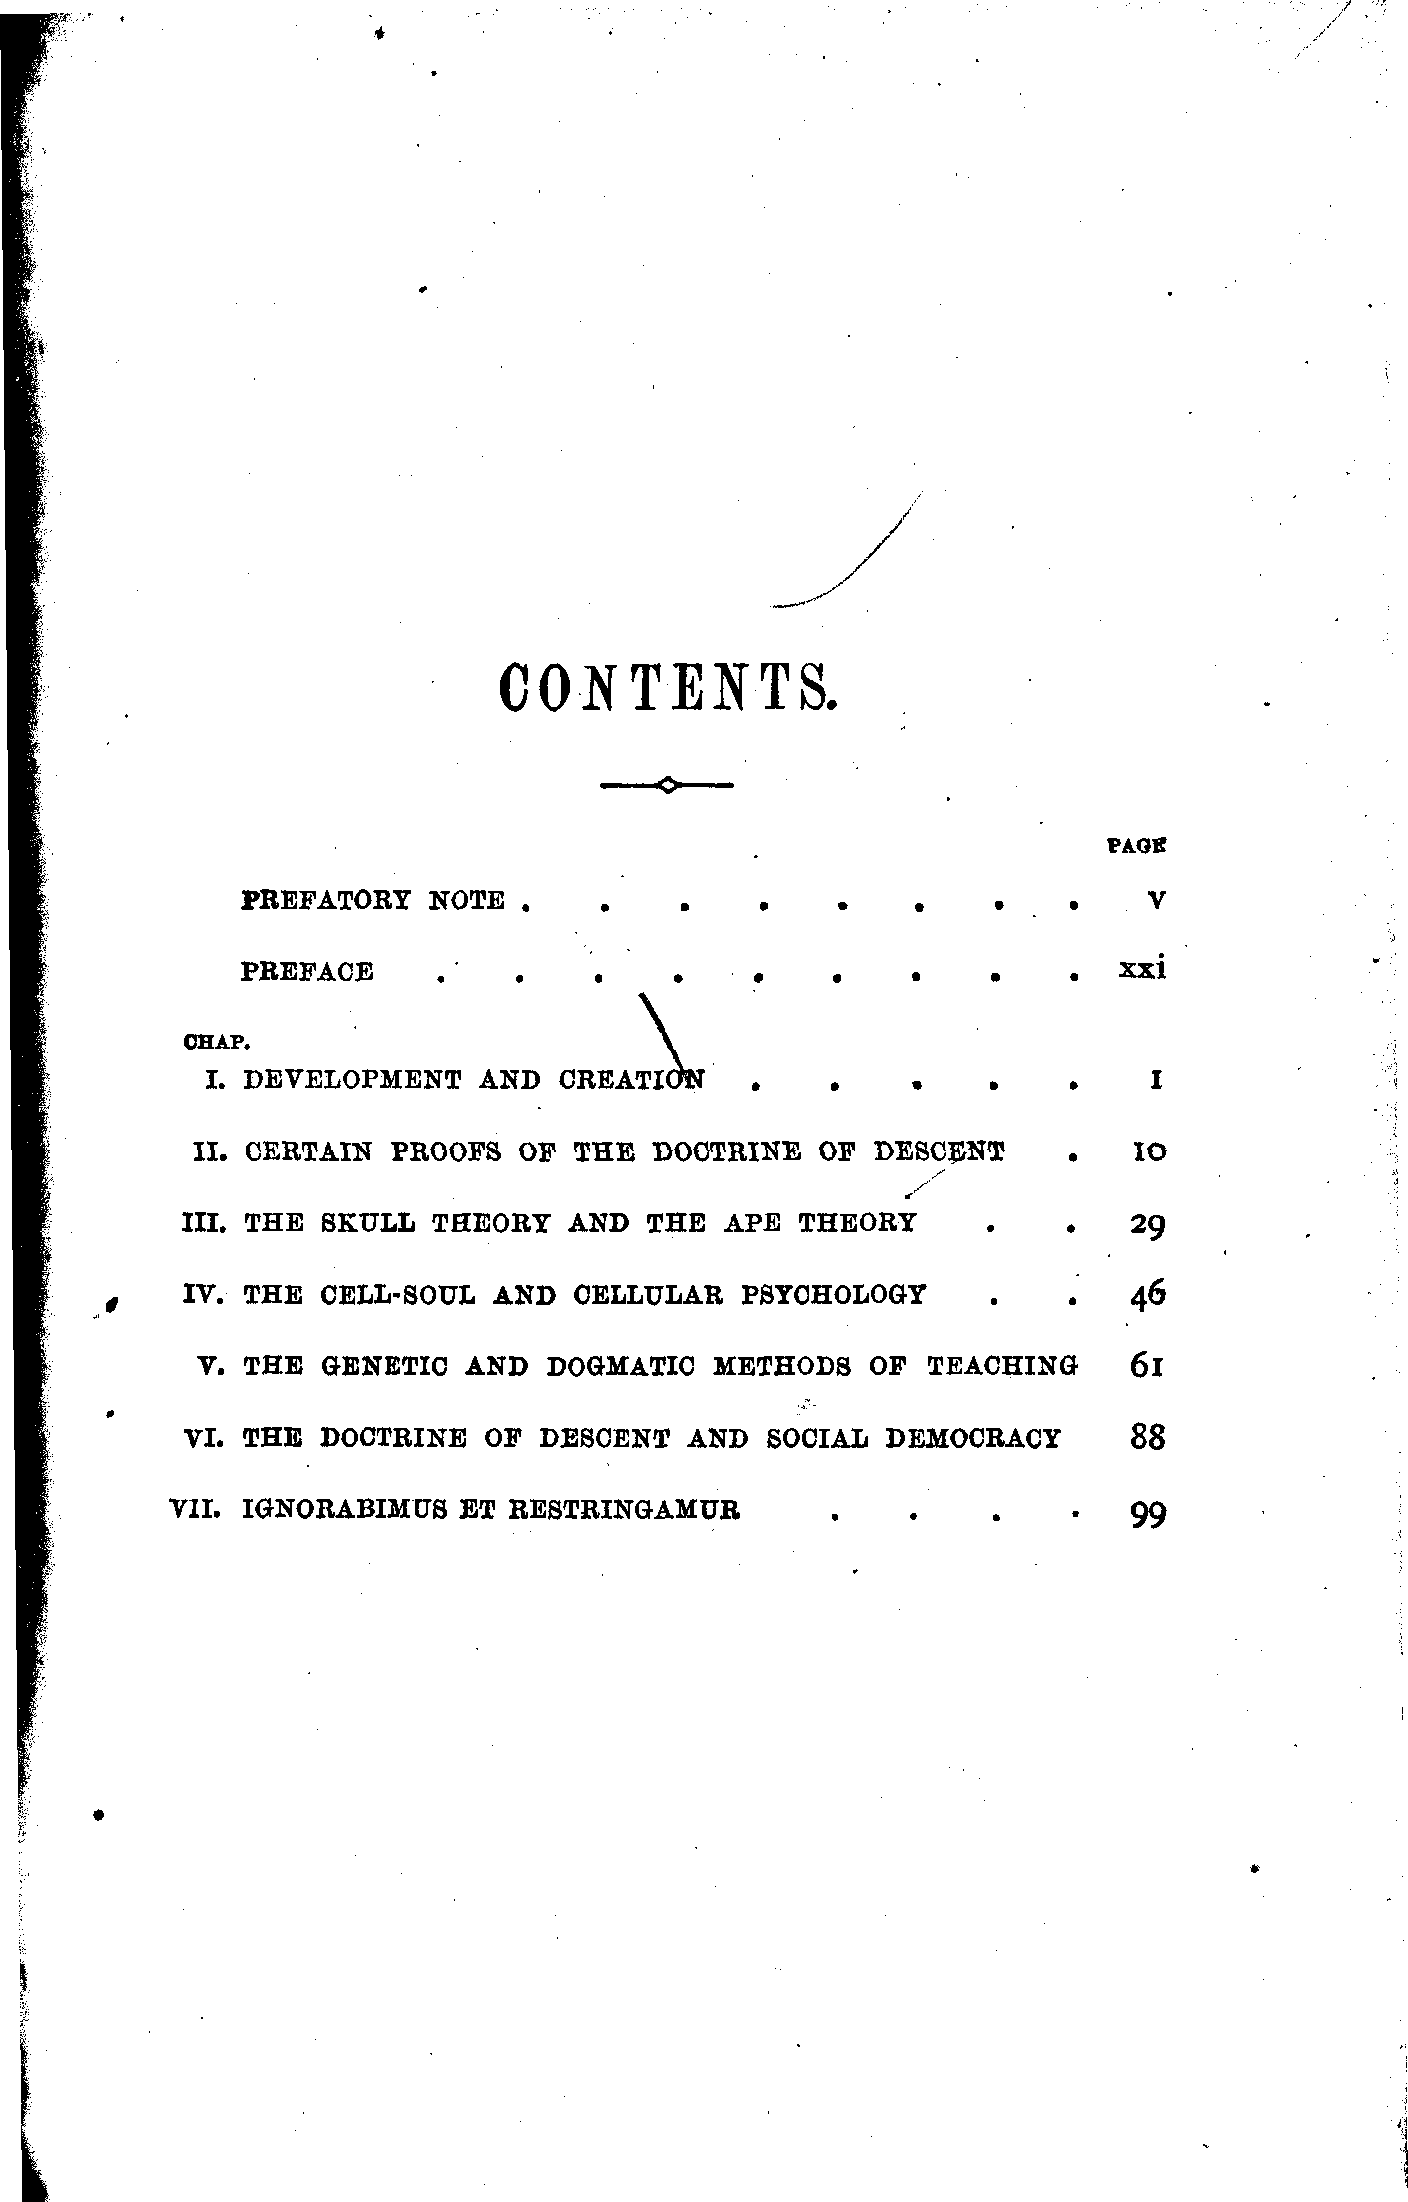 CONTENTS.
PAGE
PREFATORY NOTE . . . . . . . . v
PREFACE . . . . . . . . . xxi
CHAP.
I. DEVELOPMENT AND CREATION . . . . . 1
II. CERTAIN PROOFS OF THE DOCTRINE OF DESCENT . 10
III. THE SKULL THEORY AND THE APE THEORY . . 29
IV. THE CELL-SOUL AND CELLULAR PSYCHOLOGY . . 46
V. THE GENETIC AND DOGMATIC METHODS OF TEACHING 61
VI. THE DOCTRINE OF DESCENT AND SOCIAL DEMOCRACY 88
VII. IGNORABIMUS ET RESTRINGAMUR . . . . 99